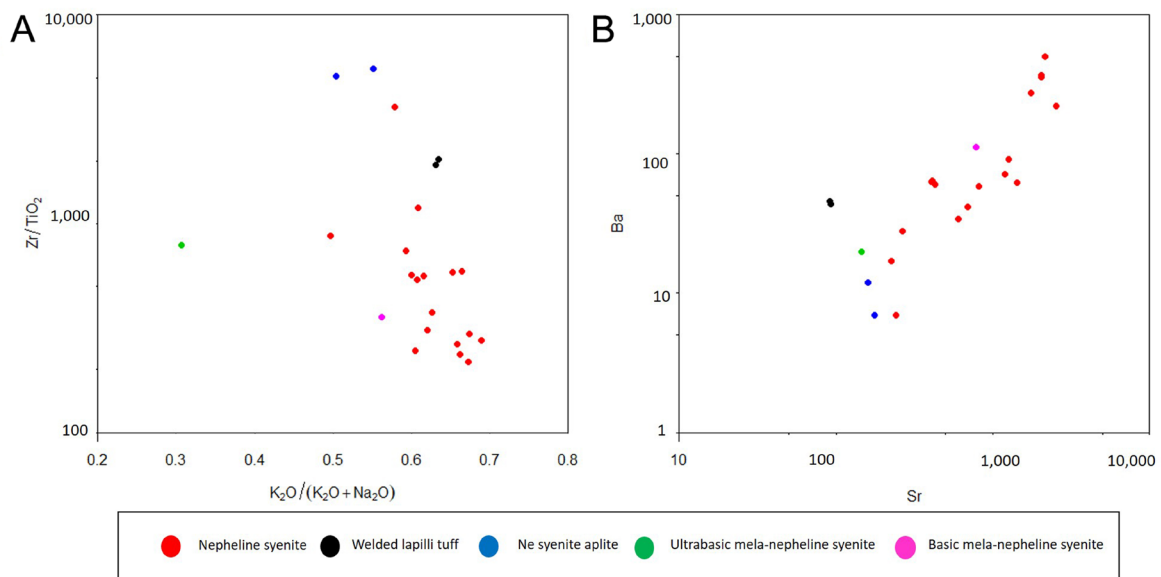 A
10,000
1,000
100
Zr/TiO₂
0.2 0.3 0.4 0.5 0.6 0.7 0.8
K₂O/(K₂O+Na₂O)
B
1,000
100
10
1
Ba
10 100 1,000 10,000
Sr
Nepheline syenite Welded lapilli tuff Ne syenite aplite Ultrabasic mela-nepheline syenite Basic mela-nepheline syenite